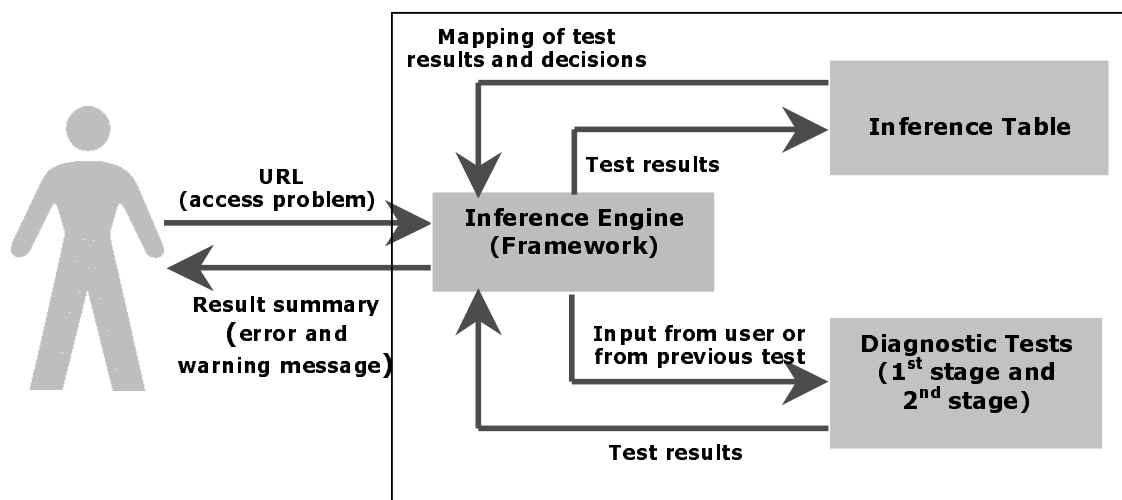 Mapping of test
results and decisions
Inference Table
Test results
URL
(access problem)
Inference Engine
(Framework)
Result summary
(error and
warning message)
Input from user or
from previous test
Diagnostic Tests
(1st stage and
2nd stage)
Test results